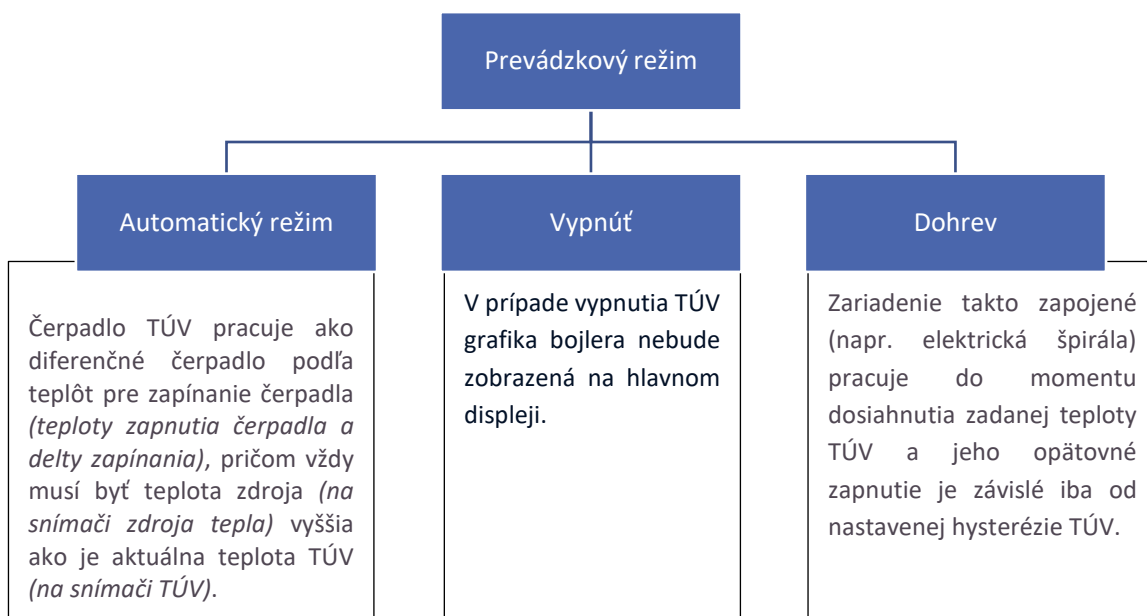 Prevádzkový režim
Automatický režim
Čerpadlo TÚV pracuje ako
diferenčné čerpadlo podľa
teplôt pre zapínanie čerpadla
(teploty zapnutia čerpadla a
delty zapínania), pričom vždy
musí byť teplota zdroja (na
snímači zdroja tepla) vyššia
ako je aktuálna teplota TÚV
(na snímači TÚV).
Vypnúť
V prípade vypnutia TÚV
grafika bojlera nebude
zobrazená na hlavnom
displeji.
Dohrev
Zariadenie takto zapojené
(napr. elektrická špirála)
pracuje do momentu
dosiahnutia zadanej teploty
TÚV a jeho opätovné
zapnutie je závislé iba od
nastavenej hysterézie TÚV.